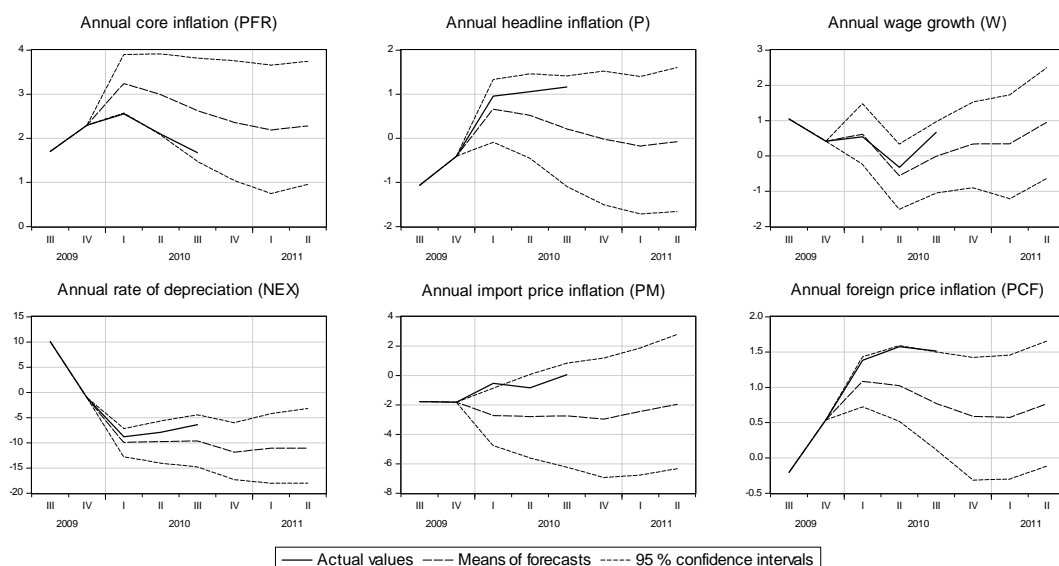 Annual core inflation (PFR)
4
3
2
1
0
III IV I II III IV I II
2009 2010 2011
Annual headline inflation (P)
2
1
0
-1
-2
III IV I II III IV I II
2009 2010 2011
Annual wage growth (W)
3
2
1
0
-1
-2
III IV I II III IV I II
2009 2010 2011
Annual rate of depreciation (NEX)
15
10
5
0
-5
-10
-15
-20
III IV I II III IV I II
2009 2010 2011
Annual import price inflation (PM)
4
2
0
-2
-4
-6
-8
III IV I II III IV I II
2009 2010 2011
Annual foreign price inflation (PCF)
2.0
1.5
1.0
0.5
0.0
-0.5
III IV I II III IV I II
2009 2010 2011
Actual values Means of forecasts 95 % confidence intervals